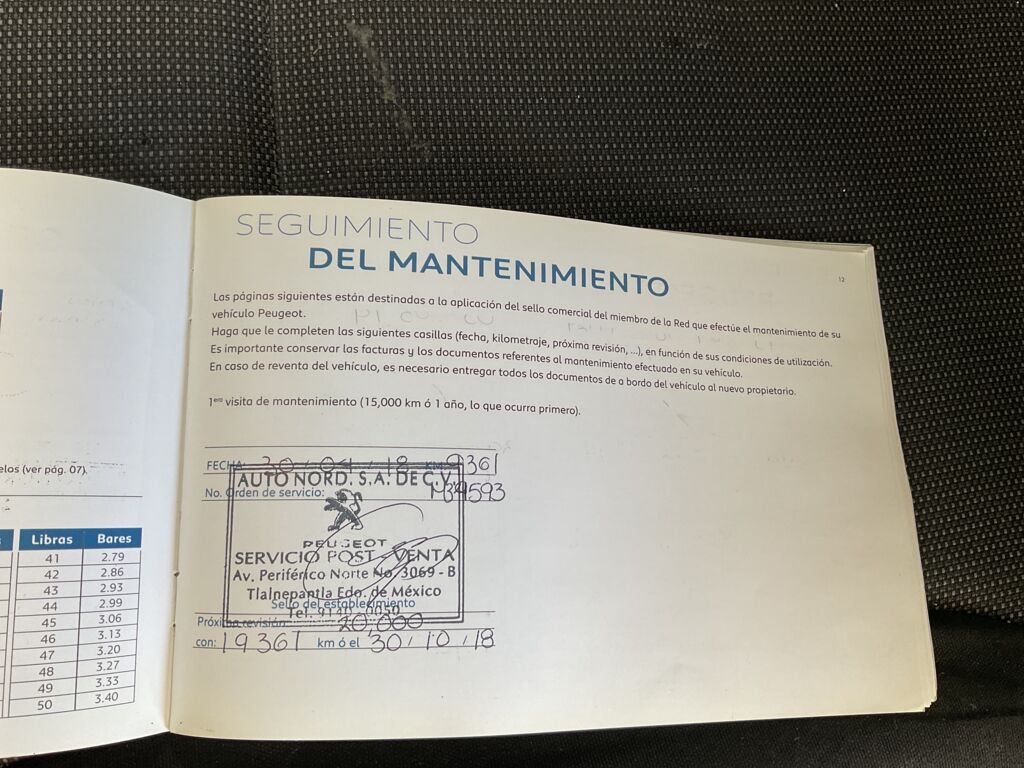 elos (ver pág. 07).
Libras Bares
41 2.79
42 2.86
43 2.93
44 2.99
45 3.06
46 3.13
47 3.20
48 3.27
49 3.33
50 3.40
SEGUIMIENTO
DEL MANTENIMIENTO
12
Las páginas siguientes están destinadas a la aplicación del sello comercial del miembro de la Red que efectúe el mantenimiento de su
vehículo Peugeot.
Haga que le completen las siguientes casillas (fecha, kilometraje, próxima revisión, ...), en función de sus condiciones de utilización.
Es importante conservar las facturas y los documentos referentes al mantenimiento efectuado en su vehículo.
En caso de revento del vehículo, es necesario entregar todos los documentos de a bordo del vehículo al nuevo propietario.
1era visita de mantenimiento (15,000 km ó 1 año, lo que ocurra primero).
FECHA: 30 / 04 / 18 KM: 9361
AUTO NORD. S.A. DE C.V.
No. Orden de servicio: 34593
PEUGEOT
SERVICIO POST - VENTA
Av. Periférico Norte No. 3069 - B
Tlalnepantla Edo. de México
Sello del establecimiento
Tel. 9140 - 0050
Próxima revisión: 20,000
con: 19361 km ó el 30 / 10 / 18